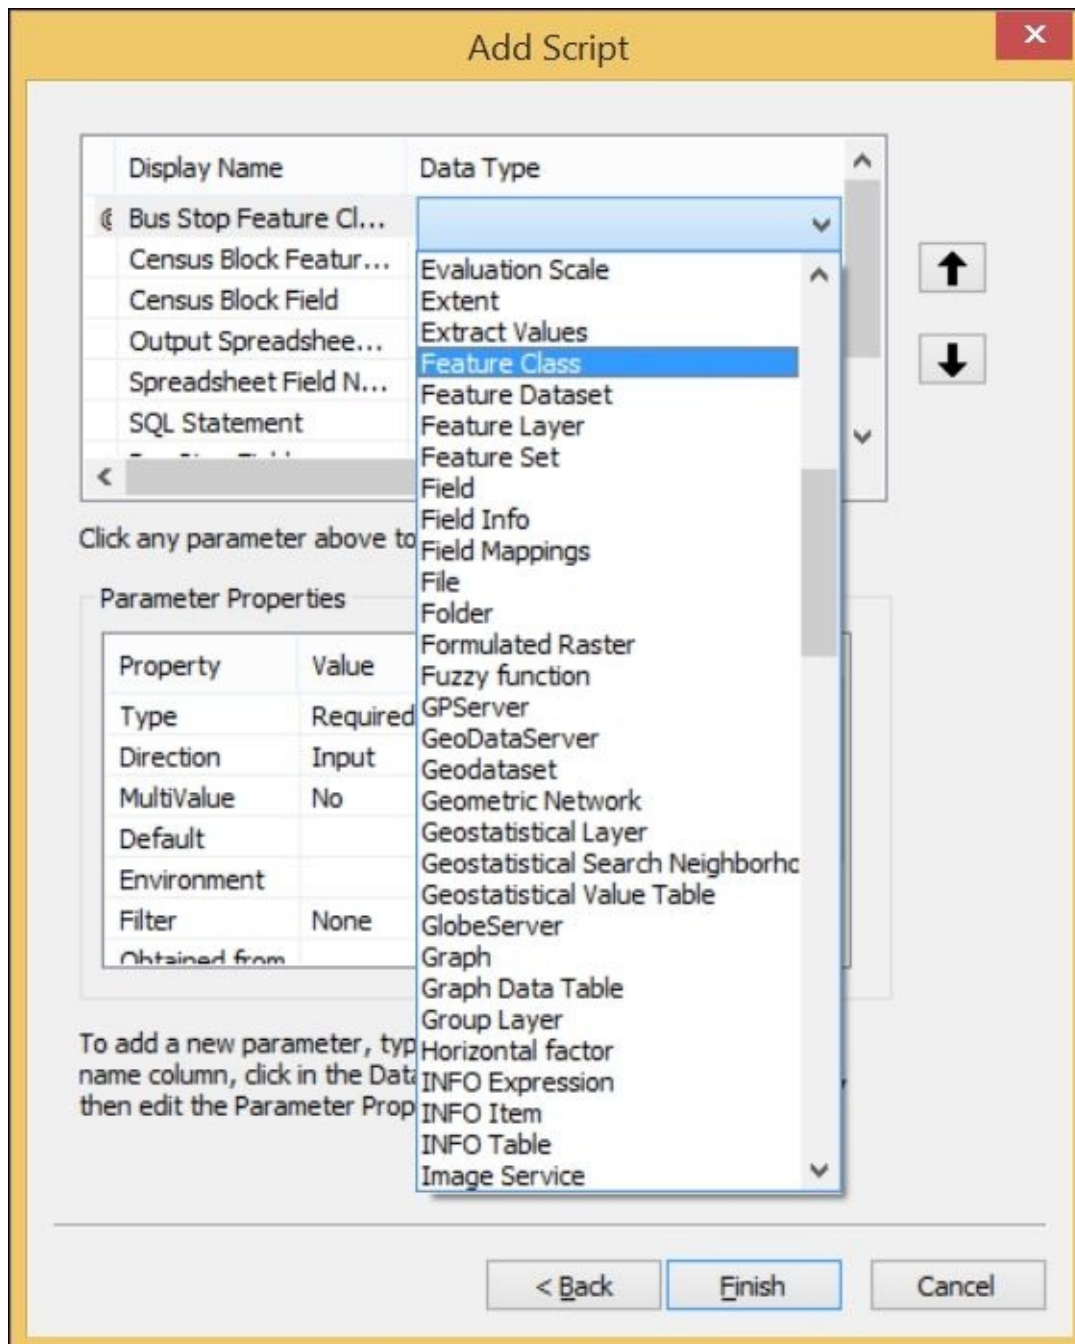 Add Script
Display Name Data Type
Bus Stop Feature Cl...
Census Block Featur...
Census Block Field
Output Spreadshee...
Spreadsheet Field N...
SQL Statement
Evaluation Scale
Extent
Extract Values
Feature Class
Feature Dataset
Feature Layer
Feature Set
Field
Field Info
Field Mappings
File
Folder
Formulated Raster
Fuzzy function
GPServer
GeoDataServer
Geodataset
Geometric Network
Geostatistical Layer
Geostatistical Search Neighborho
Geostatistical Value Table
GlobeServer
Graph
Graph Data Table
Group Layer
Horizontal factor
INFO Expression
INFO Item
INFO Table
Image Service
Click any parameter above to
Parameter Properties
Property Value
Type Required
Direction Input
MultiValue No
Default
Environment
Filter None
Obtained from
To add a new parameter, typ
name column, click in the Data
then edit the Parameter Prop
< Back Finish Cancel